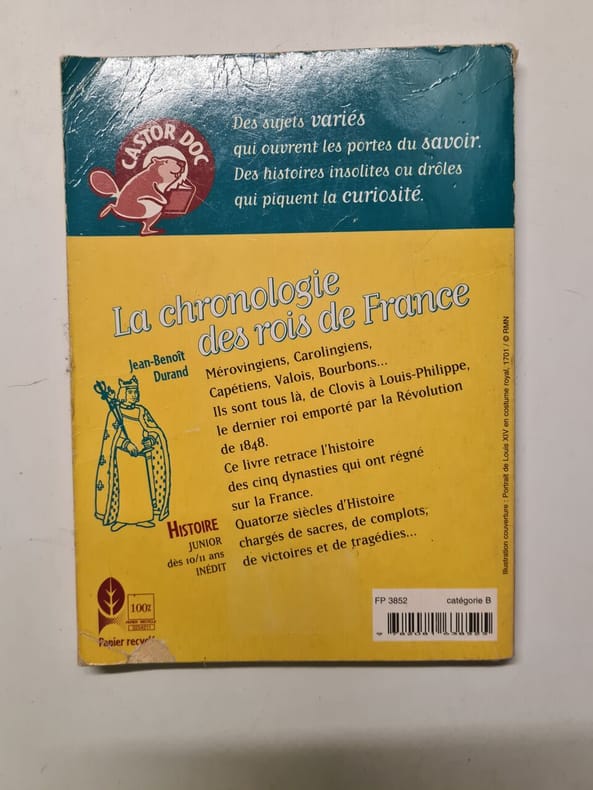 CASTOR DOC
Des sujets variés
qui ouvrent les portes du savoir.
Des histoires insolites ou drôles
qui piquent la curiosité.
La chronologie
des rois de France
Jean-Benoît
Durand
Mérovingiens, Carolingiens,
Capétiens, Valois, Bourbons...
Ils sont tous là, de Clovis à Louis-Philippe,
le dernier roi emporté par la Révolution
de 1848.
Ce livre retrace l'histoire
des cinq dynasties qui ont régné
sur la France.
Quatorze siècles d'Histoire
chargés de sacres, de complots,
de victoires et de tragédies...
HISTOIRE
JUNIOR
dès 10/11 ans
INÉDIT
100%
PAPIER RECYCLÉ
Papier recyclé
FP 3852 catégorie B
Illustration couverture : Portrait de Louis XIV en costume royal, 1701 / © RMN